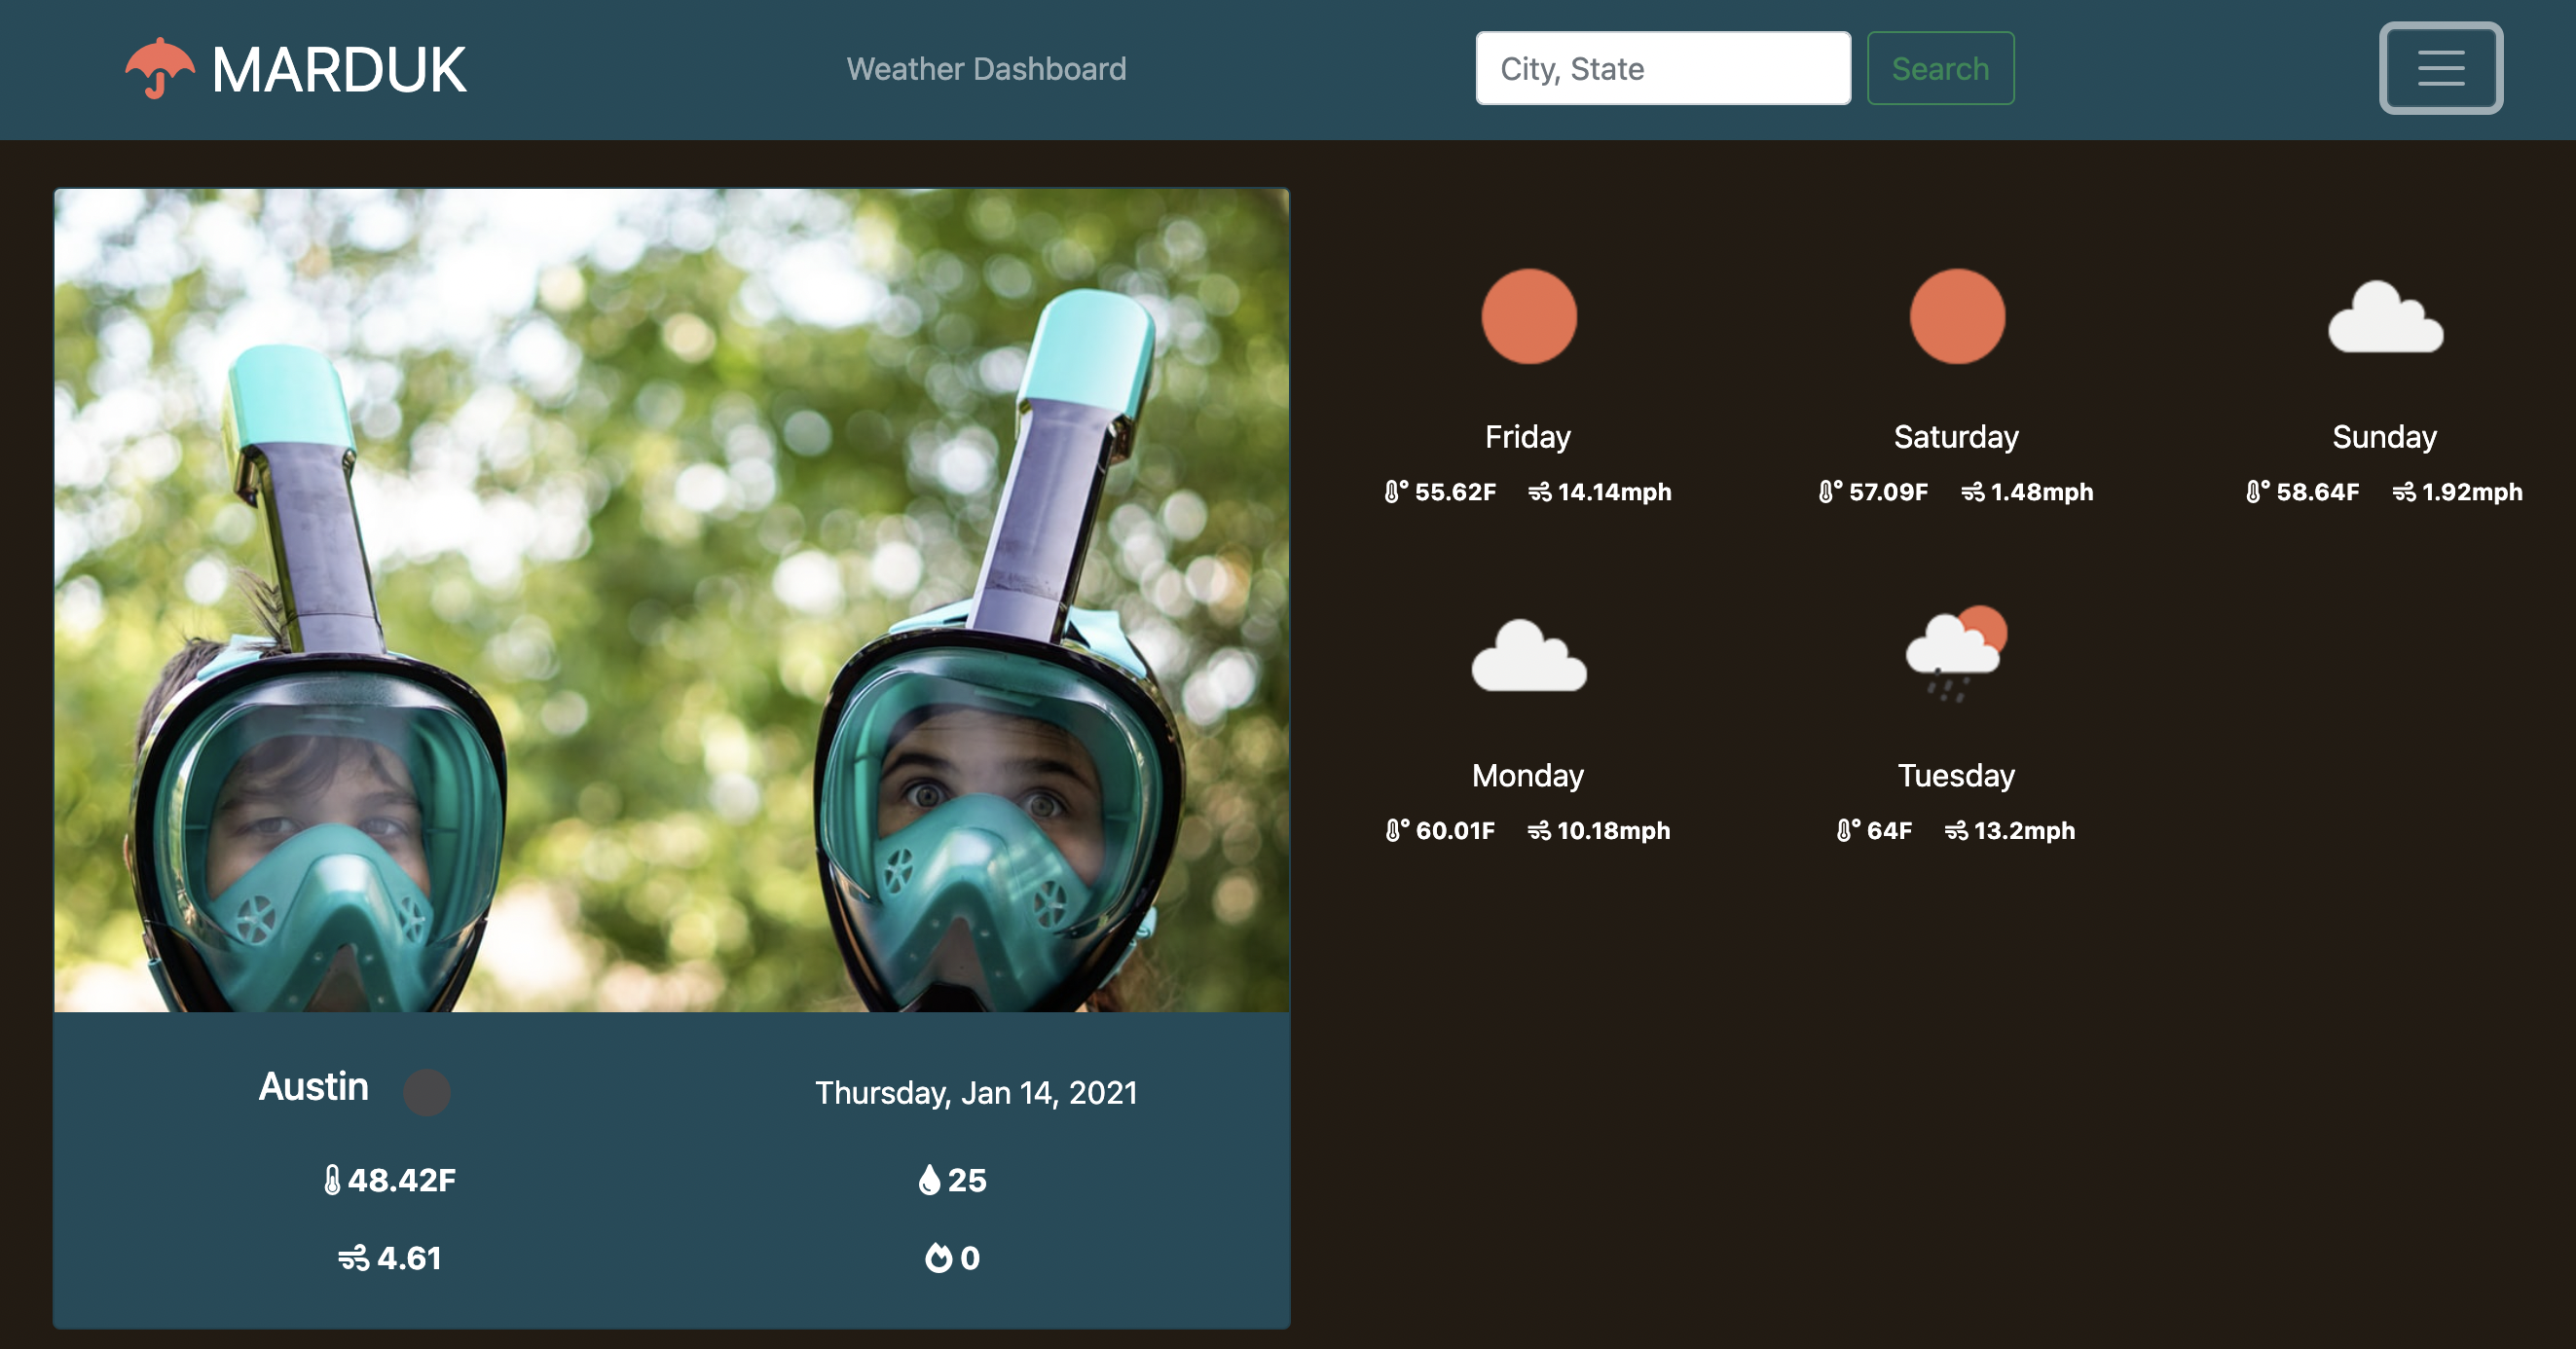 MARDUK
Weather Dashboard
City, State
Search
Friday
° 55.62F 14.14mph
Saturday
° 57.09F 1.48mph
Sunday
° 58.64F 1.92mph
Monday
° 60.01F 10.18mph
Tuesday
° 64F 13.2mph
Austin
Thursday, Jan 14, 2021
48.42F
25
4.61
0